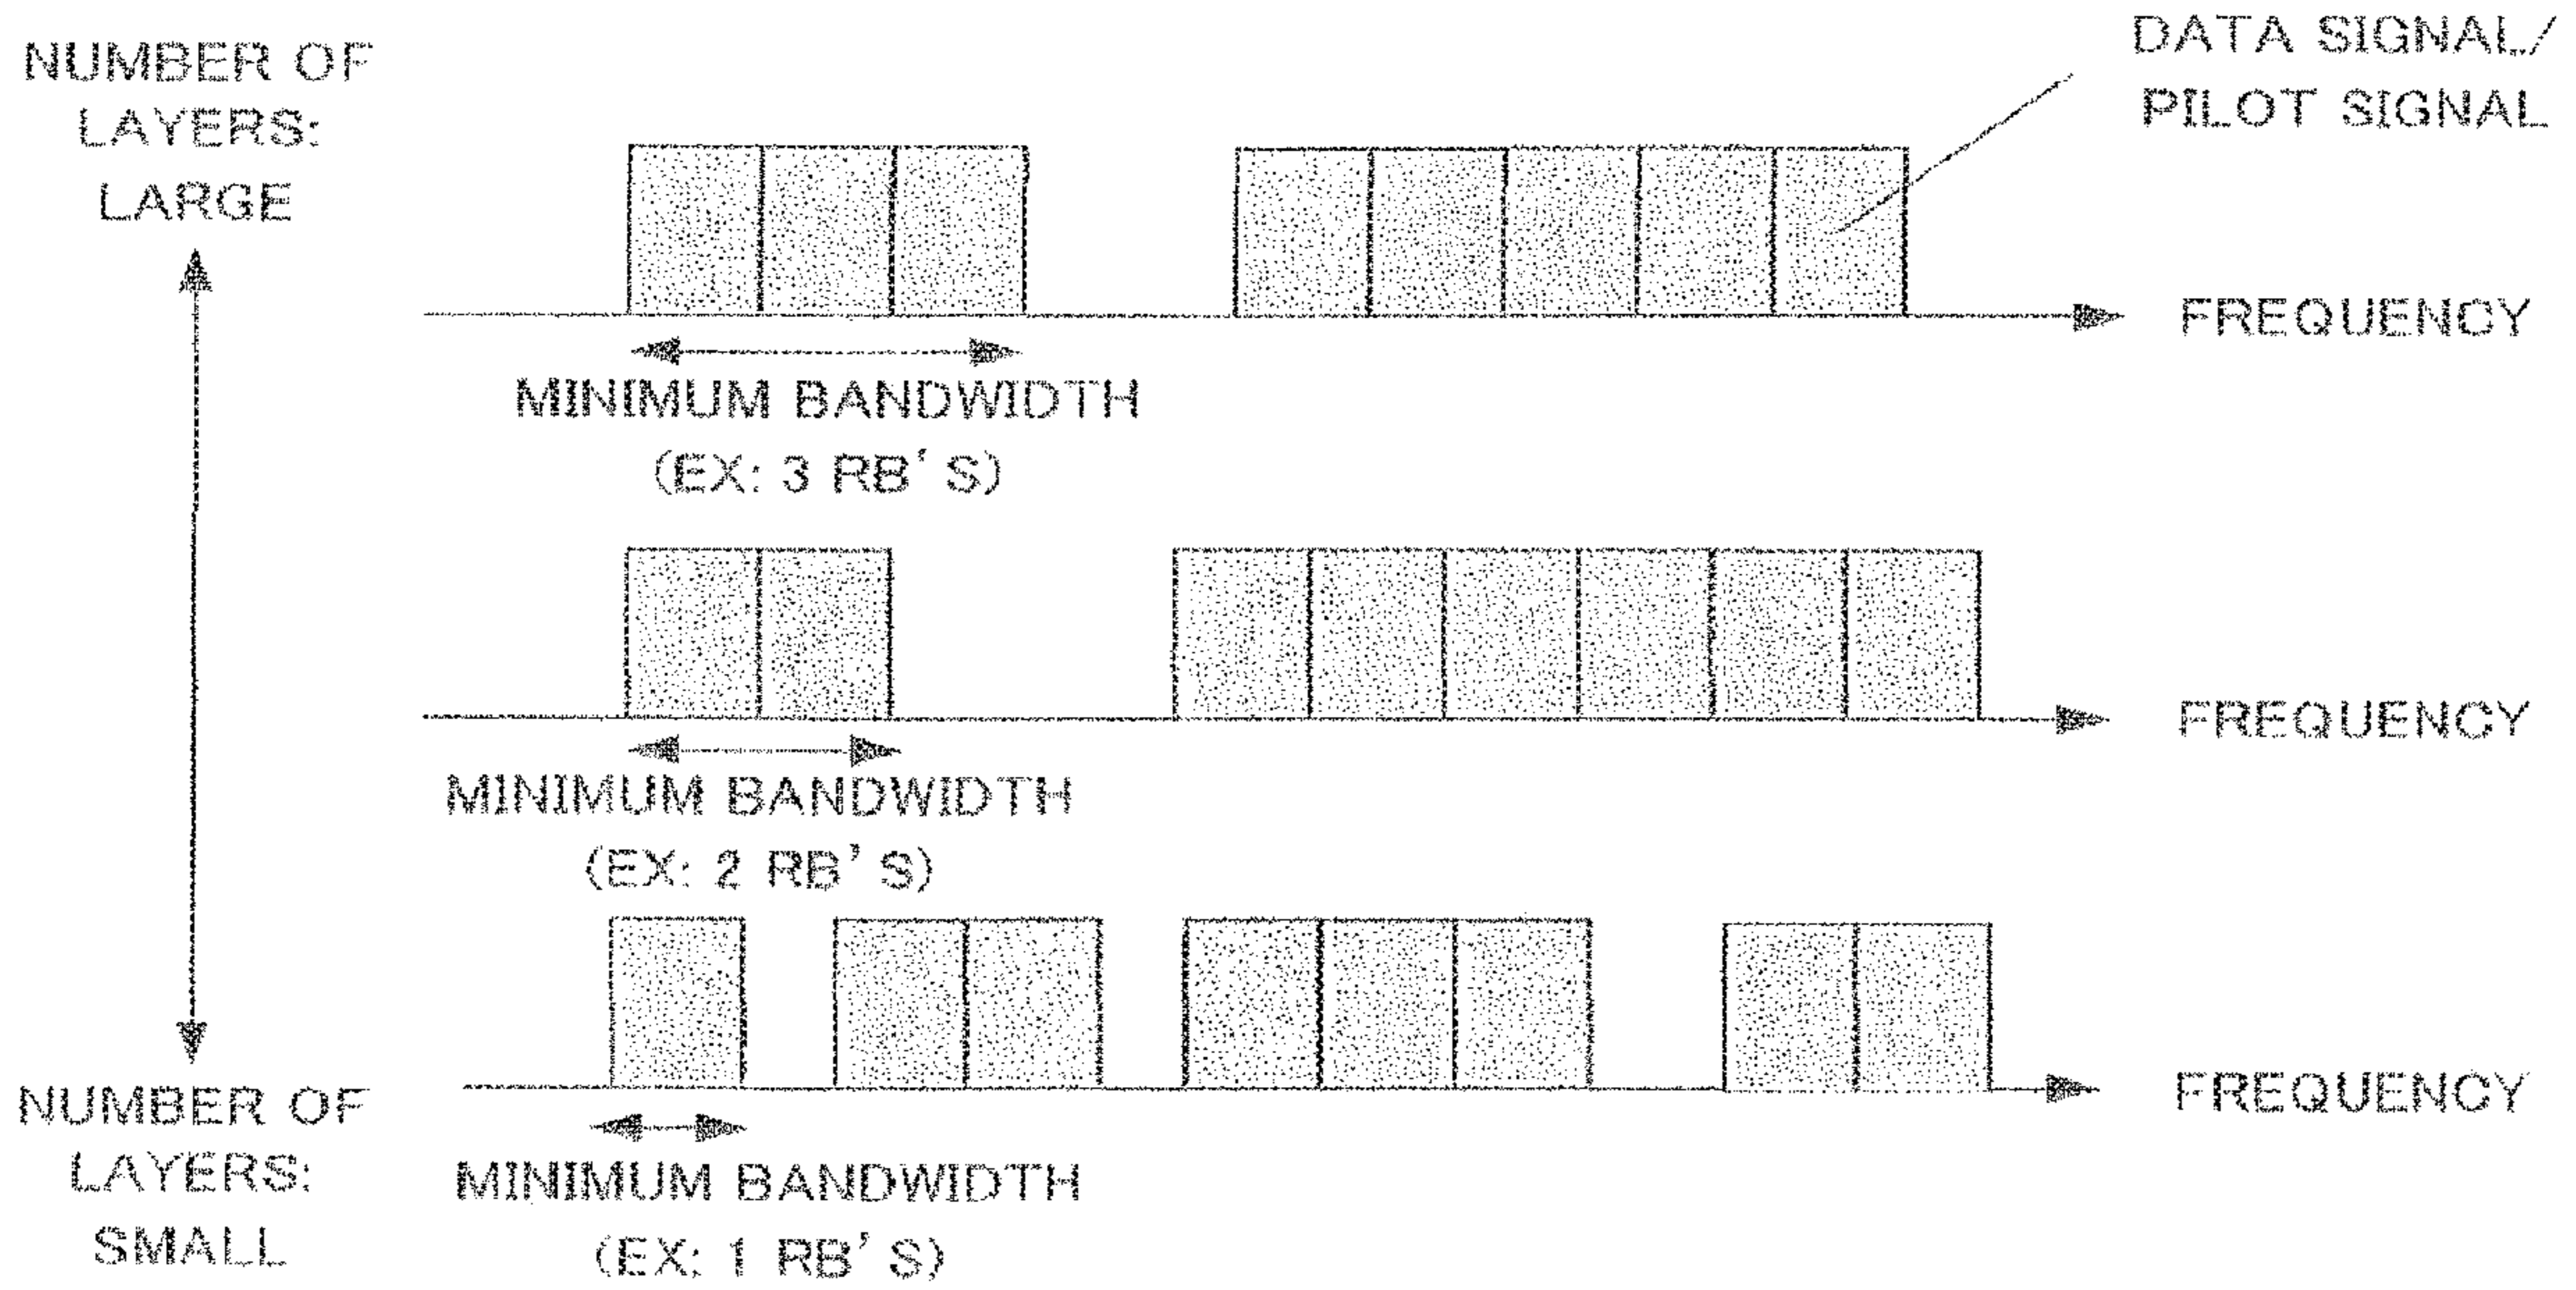 NUMBER OF
LAYERS:
LARGE
DATA SIGNAL/
PILOT SIGNAL
FREQUENCY
MINIMUM BANDWIDTH
(EX: 3 RB'S)
FREQUENCY
MINIMUM BANDWIDTH
(EX: 2 RB'S)
FREQUENCY
NUMBER OF
LAYERS:
SMALL
MINIMUM BANDWIDTH
(EX: 1 RB'S)